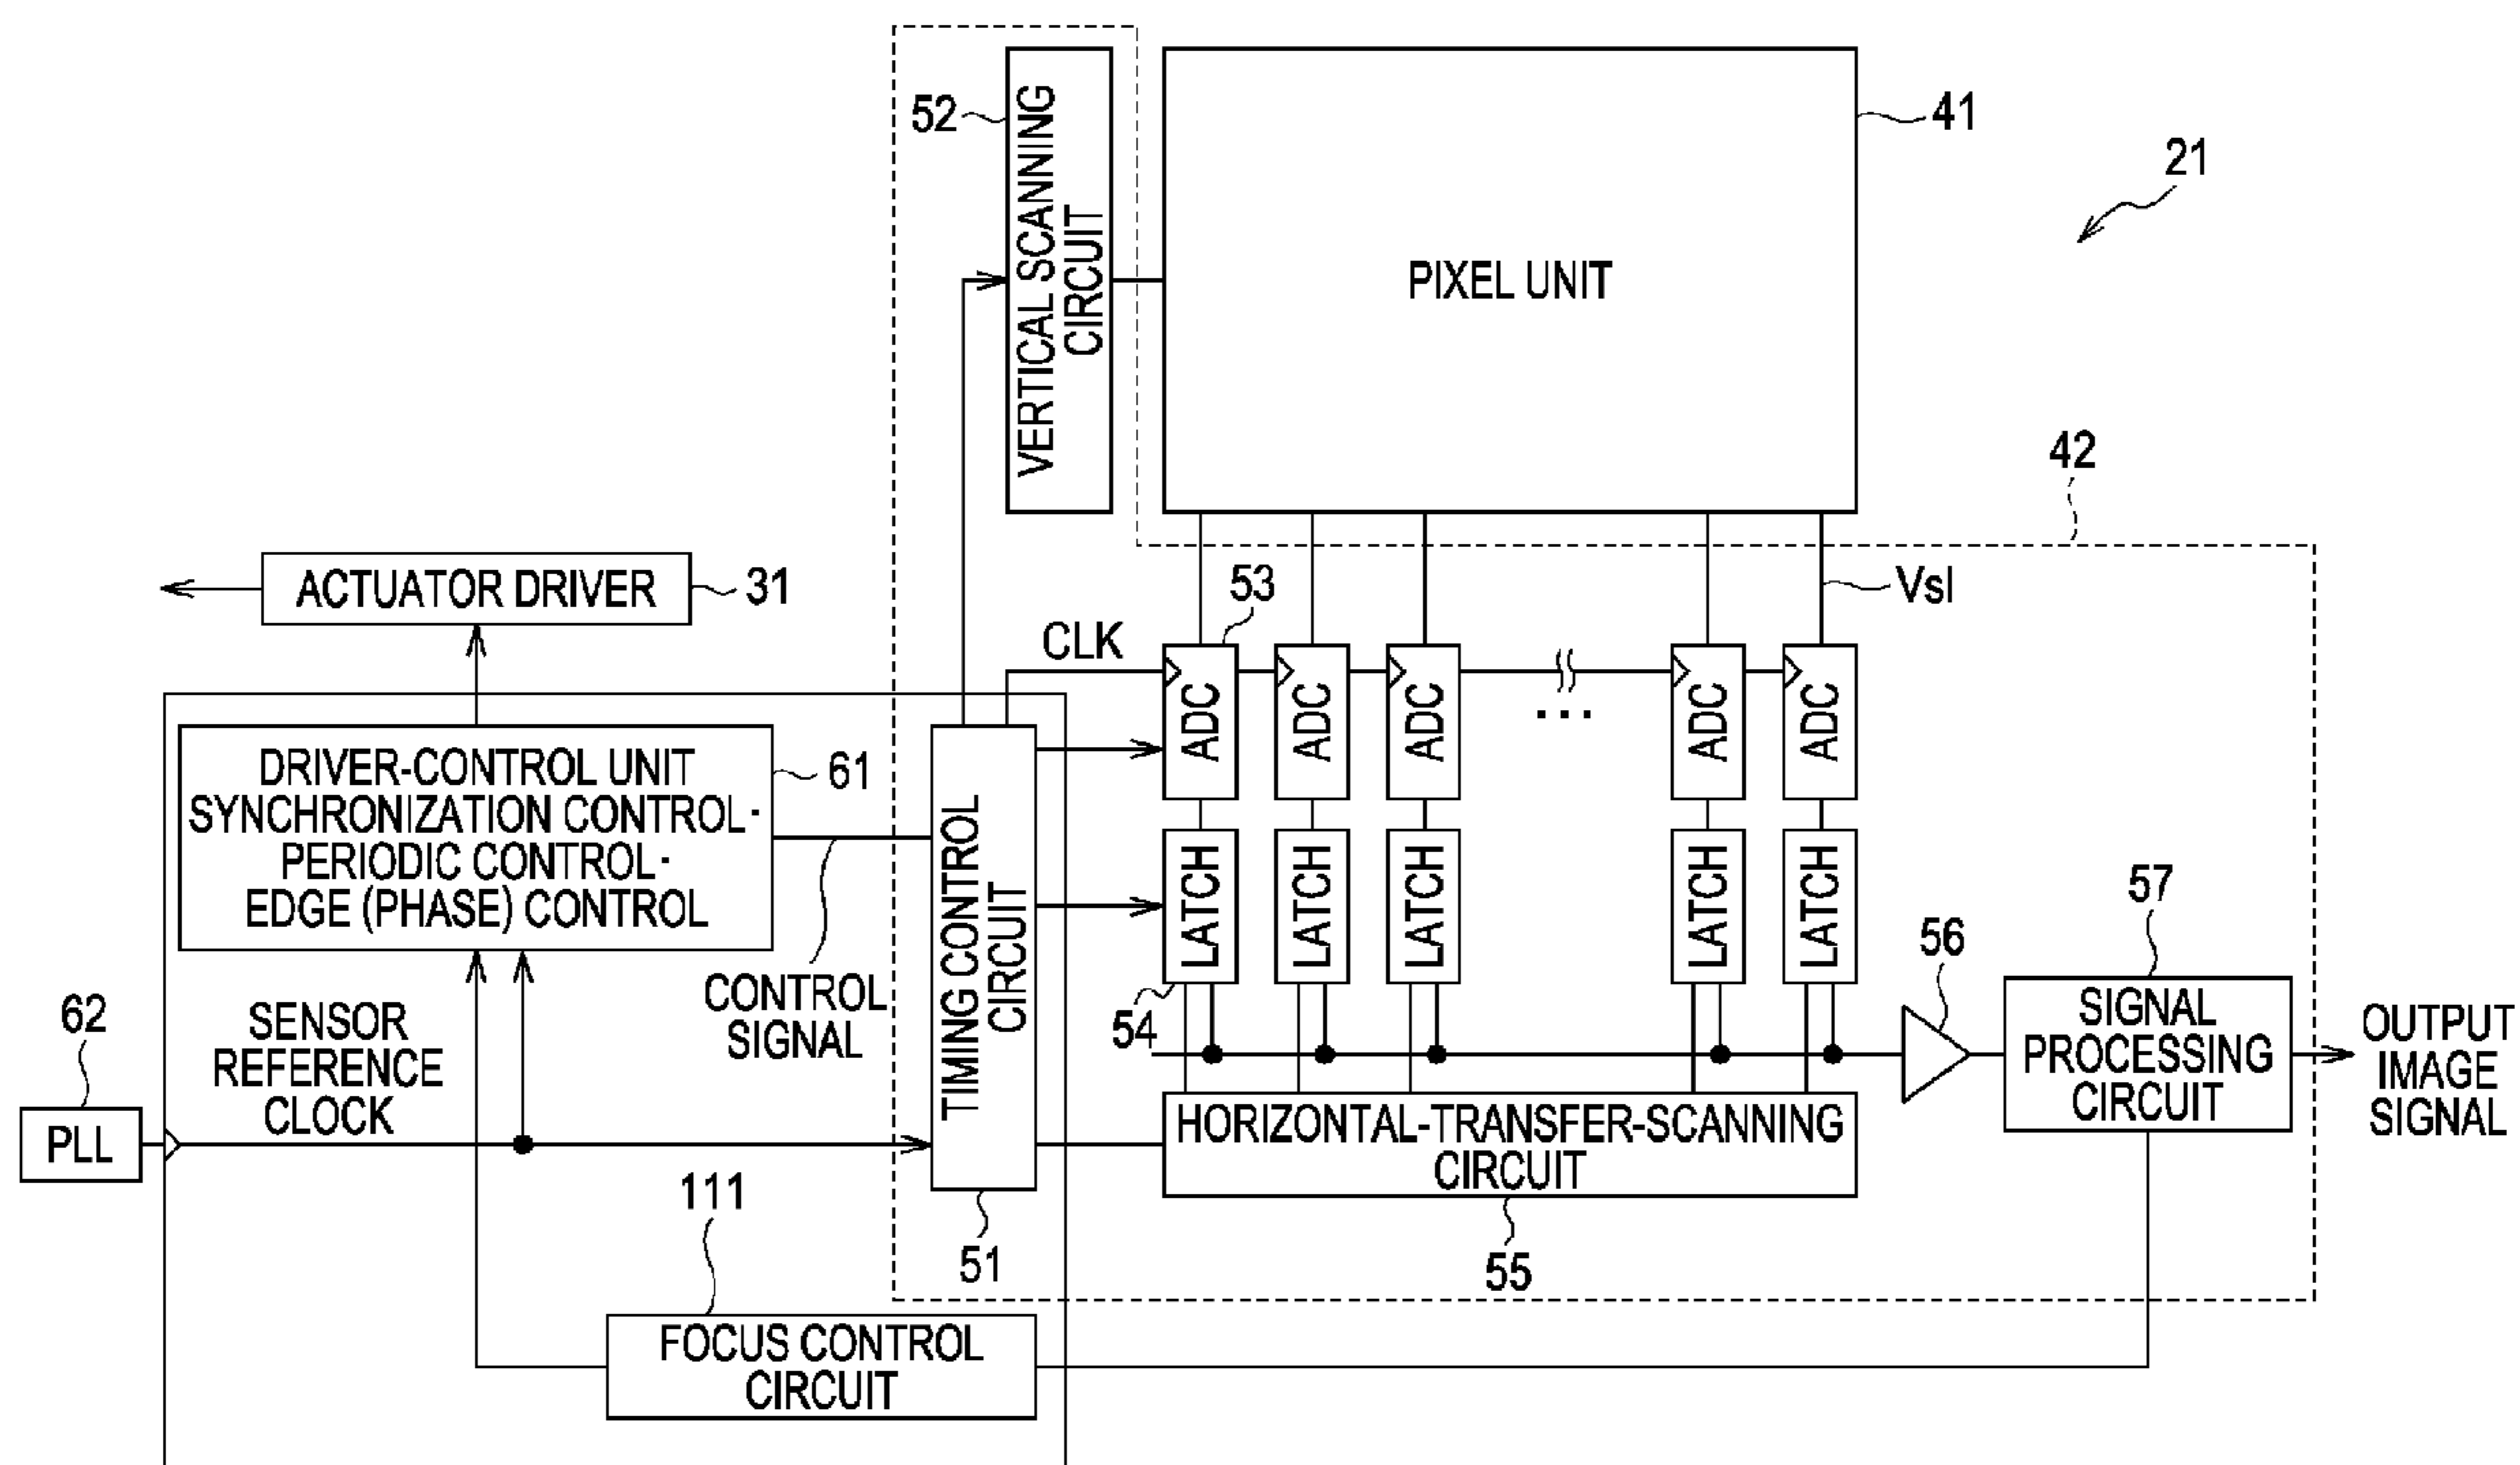 52
VERTICAL SCANNING
CIRCUIT
PIXEL UNIT
41
21
42
ACTUATOR DRIVER
31
CLK
53
Vsl
ADC
ADC
ADC
...
ADC
ADC
DRIVER-CONTROL UNIT
SYNCHRONIZATION CONTROL·
PERIODIC CONTROL·
EDGE (PHASE) CONTROL
61
CONTROL
SIGNAL
TIMING CONTROL
CIRCUIT
LATCH
LATCH
LATCH
LATCH
LATCH
54
56
57
SIGNAL
PROCESSING
CIRCUIT
OUTPUT
IMAGE
SIGNAL
62
PLL
SENSOR
REFERENCE
CLOCK
HORIZONTAL-TRANSFER-SCANNING
CIRCUIT
111
51
55
FOCUS CONTROL
CIRCUIT